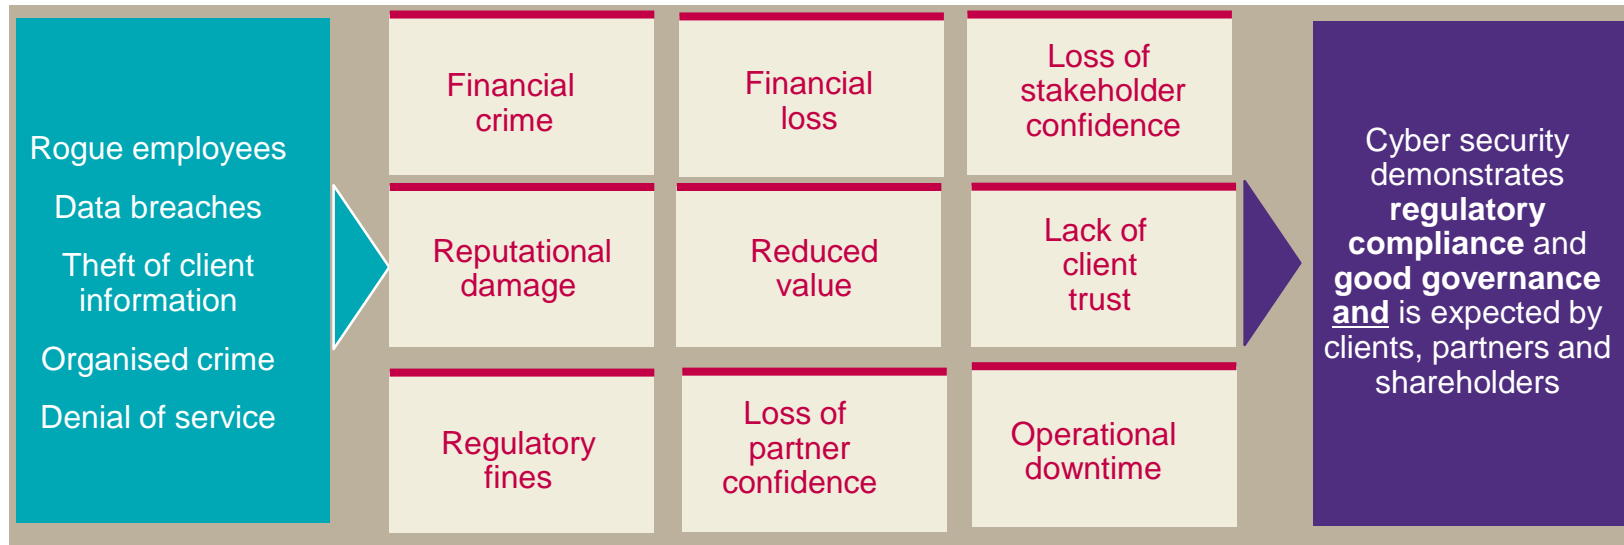 Rogue employees
Data breaches
Theft of client
information
Organised crime
Denial of service
Financial
crime
Financial
loss
Loss of
stakeholder
confidence
Reputational
damage
Reduced
value
Lack of
client
trust
Regulatory
fines
Loss of
partner
confidence
Operational
downtime
Cyber security
demonstrates
regulatory
compliance and
good governance
and is expected by
clients, partners and
shareholders